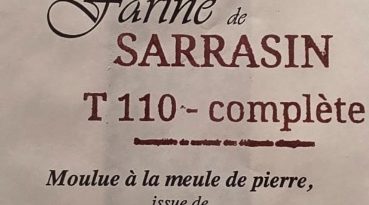 Farine de
SARRASIN
T 110 - complète
Moulue à la meule de pierre,
issue de